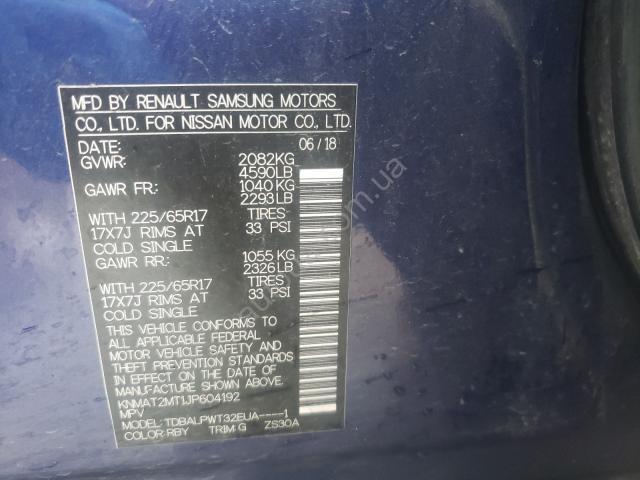 MFD BY RENAULT SAMSUNG MOTORS
CO., LTD. FOR NISSAN MOTOR CO., LTD.
DATE: 06/18
GVWR: 2082KG
4590LB
GAWR FR: 1040KG
2293LB
WITH 225/65R17 TIRES
17X7J RIMS AT 33 PSI
COLD SINGLE
GAWR RR: 1055KG
2326LB
WITH 225/65R17 TIRES
17X7J RIMS AT 33 PSI
COLD SINGLE
THIS VEHICLE CONFORMS TO
ALL APPLICABLE FEDERAL
MOTOR VEHICLE SAFETY AND
THEFT PREVENTION STANDARDS
IN EFFECT ON THE DATE OF
MANUFACTURE SHOWN ABOVE.
KNMAT2MT1JP604192
MPV
MODEL: TDBALPWT32EUA----1
COLOR: RBY TRIM: G ZS30A